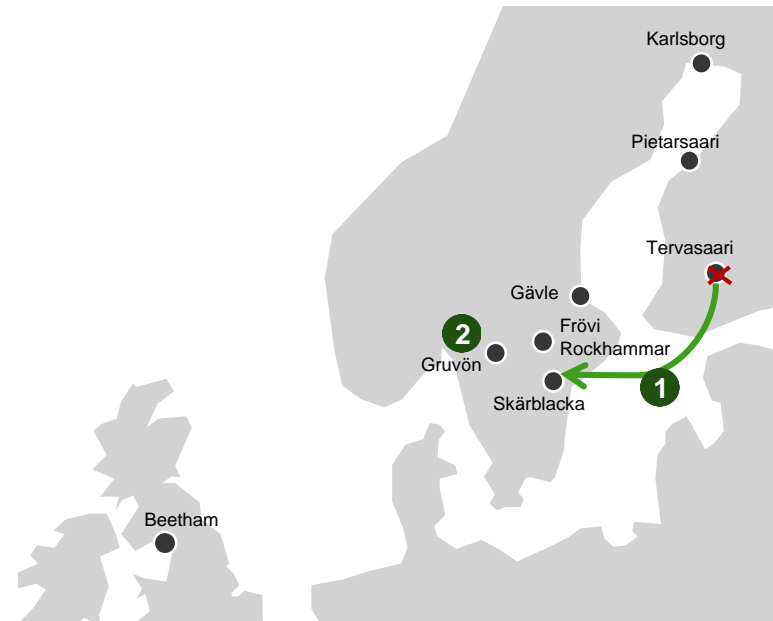 Karlsborg
Pietarsaari
Tervasaari
Gävle
Frövi
Rockhammar
2
Gruvön
1
Skärblacka
Beetham